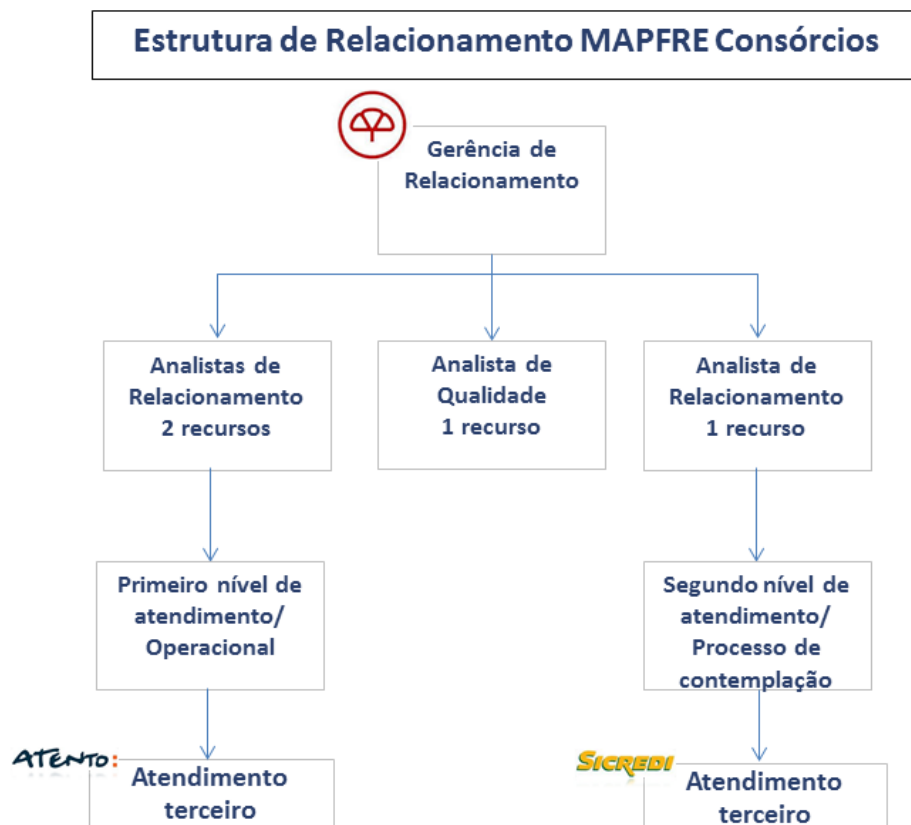 Estrutura de Relacionamento MAPFRE Consórcios
Gerência de
Relacionamento
Analistas de
Relacionamento
2 recursos
Analista de
Qualidade
1 recurso
Analista de
Relacionamento
1 recurso
Primeiro nível de
atendimento/
Operacional
Segundo nível de
atendimento/
Processo de
contemplação
ATENTO:
Atendimento
terceiro
SICREDI
Atendimento
terceiro